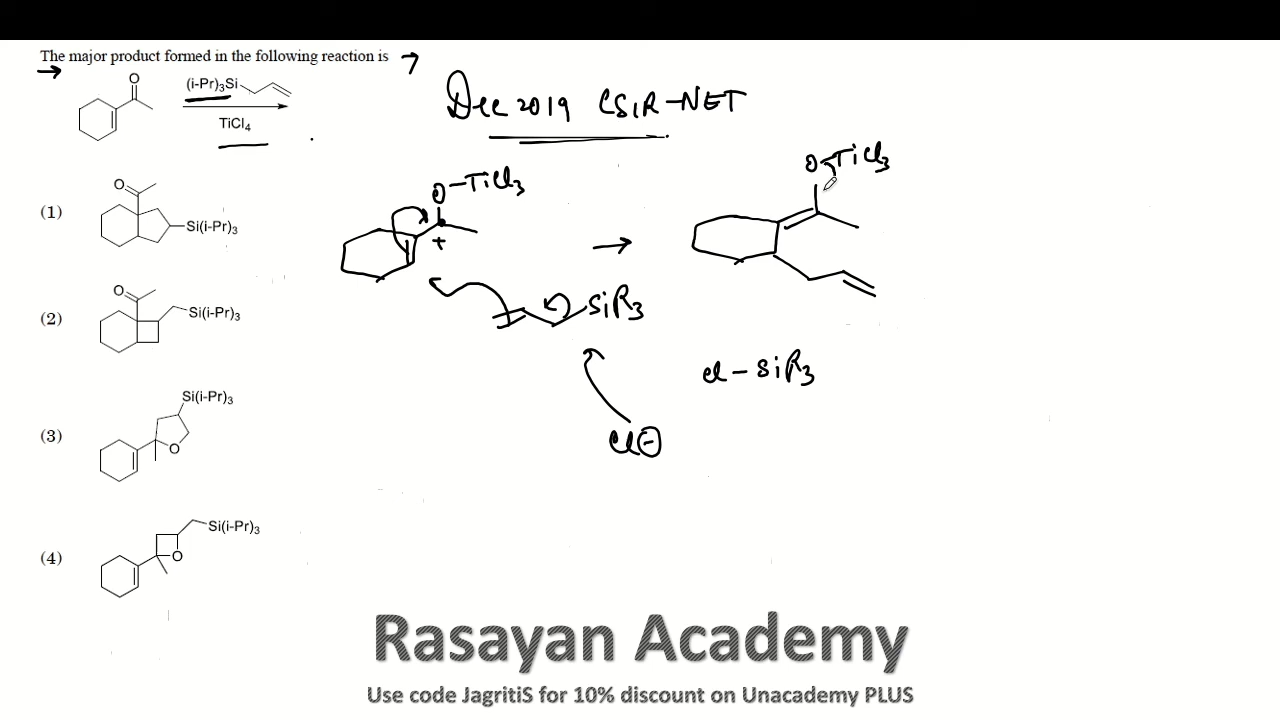 The major product formed in the following reaction is
O
(i-Pr)₃Si
TiCl₄
Dec 2019 CSIR-NET
(1)
O
Si(i-Pr)₃
(2)
O
Si(i-Pr)₃
(3)
Si(i-Pr)₃
O
(4)
Si(i-Pr)₃
O
O-TiCl₃
+
SiR₃
Cl⊖
O-TiCl₃
Cl-SiR₃
Rasayan Academy
Use code JagritiS for 10% discount on Unacademy PLUS